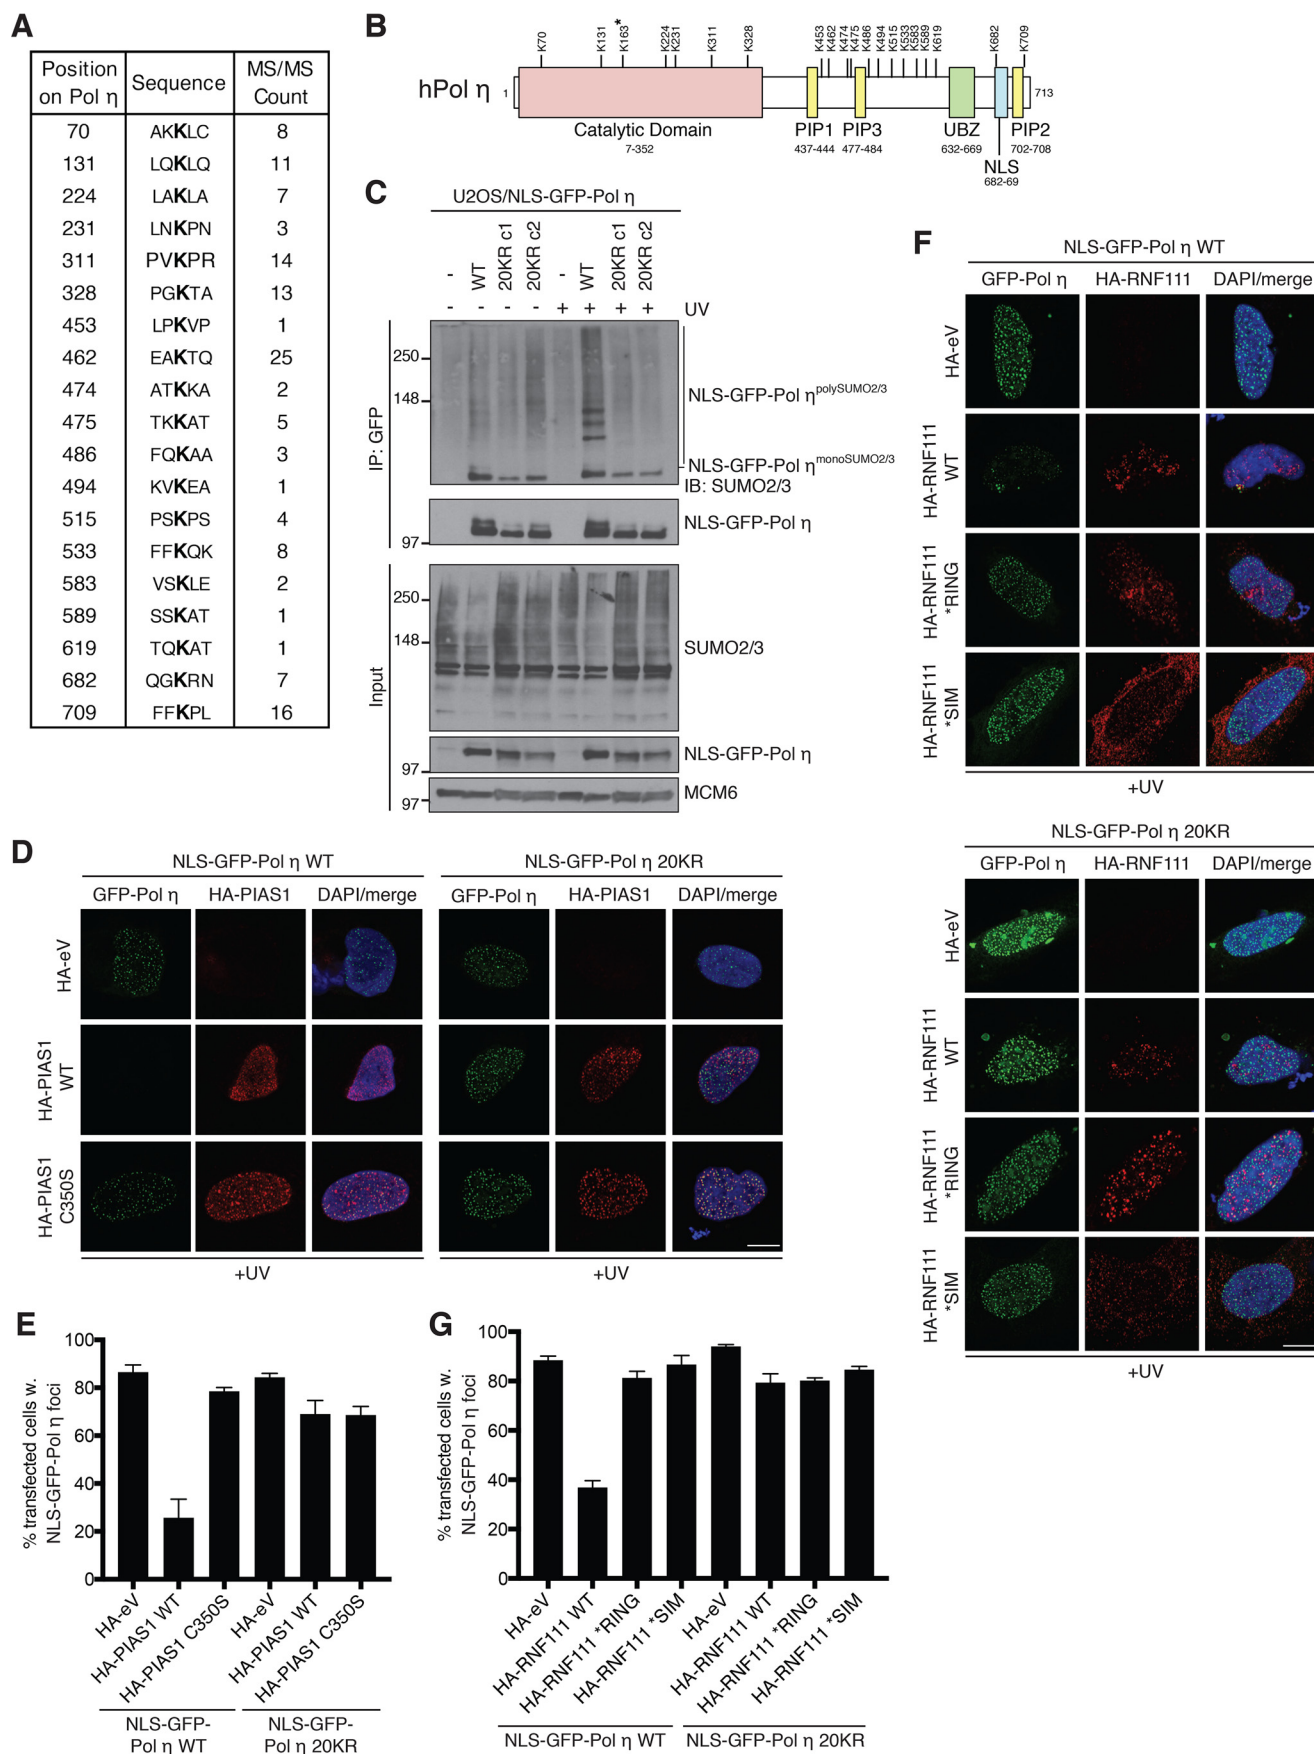 A
Position on Pol η Sequence MS/MS Count
70 AKKLC 8
131 LQKLQ 11
224 LAKLA 7
231 LNKPN 3
311 PVKPR 14
328 PGKTA 13
453 LPKVP 1
462 EAKTQ 25
474 ATKKA 2
475 TKKAT 5
486 FQKAA 3
494 KVKEA 1
515 PSKPS 4
533 FFKQK 8
583 VSKLE 2
589 SSKAT 1
619 TQKAT 1
682 QGKRN 7
709 FFKPL 16
B
K70 K131 K163 * K224 K231 K311 K328 K453 K462 K474 K475 K486 K494 K515 K533 K583 K589 K619 K682 K709
hPol η 1 713
Catalytic Domain PIP1 PIP3 UBZ PIP2
7-352 437-444 477-484 632-669 702-708
NLS
682-69
C
U2OS/NLS-GFP-Pol η
- WT 20KR c1 20KR c2 - WT 20KR c1 20KR c2
- - - - + + + + UV
IP: GFP
250
148
NLS-GFP-Pol η polySUMO2/3
NLS-GFP-Pol η monoSUMO2/3
IB: SUMO2/3
NLS-GFP-Pol η
97
Input
250
148
SUMO2/3
NLS-GFP-Pol η
97
MCM6
97
D
NLS-GFP-Pol η WT NLS-GFP-Pol η 20KR
GFP-Pol η HA-PIAS1 DAPI/merge GFP-Pol η HA-PIAS1 DAPI/merge
HA-eV
HA-PIAS1 WT
HA-PIAS1 C350S
+UV +UV
E
% transfected cells w. NLS-GFP-Pol η foci
100
80
60
40
20
0
HA-eV HA-PIAS1 WT HA-PIAS1 C350S HA-eV HA-PIAS1 WT HA-PIAS1 C350S
NLS-GFP- NLS-GFP-
Pol η WT Pol η 20KR
F
NLS-GFP-Pol η WT
GFP-Pol η HA-RNF111 DAPI/merge
HA-eV
HA-RNF111 WT
HA-RNF111 *RING
HA-RNF111 *SIM
+UV
NLS-GFP-Pol η 20KR
GFP-Pol η HA-RNF111 DAPI/merge
HA-eV
HA-RNF111 WT
HA-RNF111 *RING
HA-RNF111 *SIM
+UV
G
% transfected cells w. NLS-GFP-Pol η foci
100
80
60
40
20
0
HA-eV HA-RNF111 WT HA-RNF111 *RING HA-RNF111 *SIM HA-eV HA-RNF111 WT HA-RNF111 *RING HA-RNF111 *SIM
NLS-GFP-Pol η WT NLS-GFP-Pol η 20KR